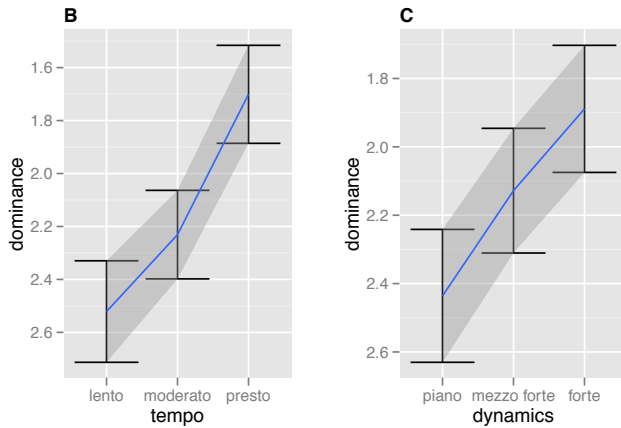 B
1.6
1.8
2.0
2.2
2.4
2.6
dominance
lento moderato presto
tempo
C
1.8
2.0
2.2
2.4
2.6
dominance
piano mezzo forte forte
dynamics